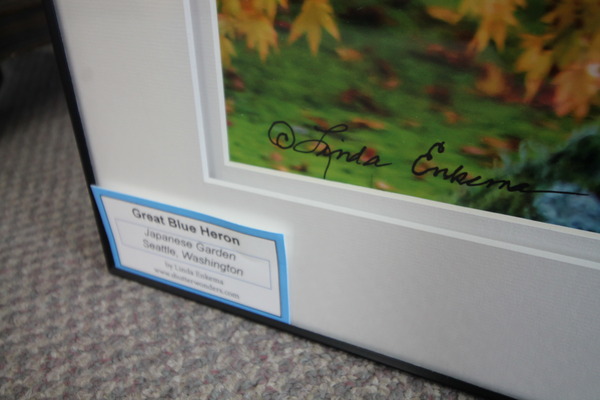 © Linda Enkema
Great Blue Heron
Japanese Garden
Seattle, Washington
by Linda Enkema